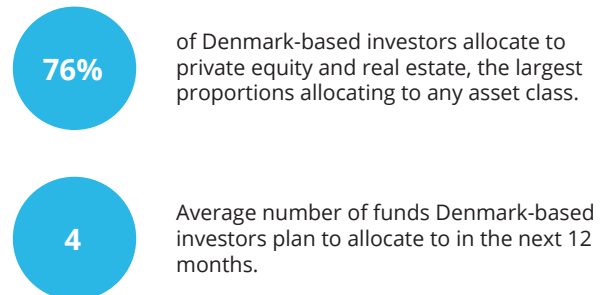 76%
of Denmark-based investors allocate to
private equity and real estate, the largest
proportions allocating to any asset class.
4
Average number of funds Denmark-based
investors plan to allocate to in the next 12
months.